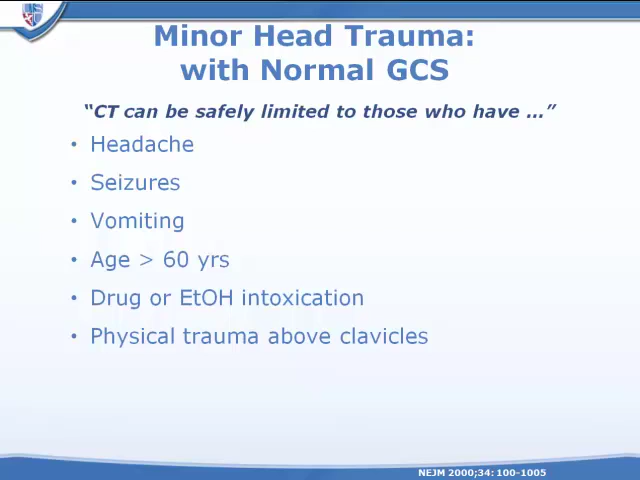 Minor Head Trauma:
with Normal GCS
“CT can be safely limited to those who have …”
• Headache
• Seizures
• Vomiting
• Age > 60 yrs
• Drug or EtOH intoxication
• Physical trauma above clavicles
NEJM 2000;34: 100-1005